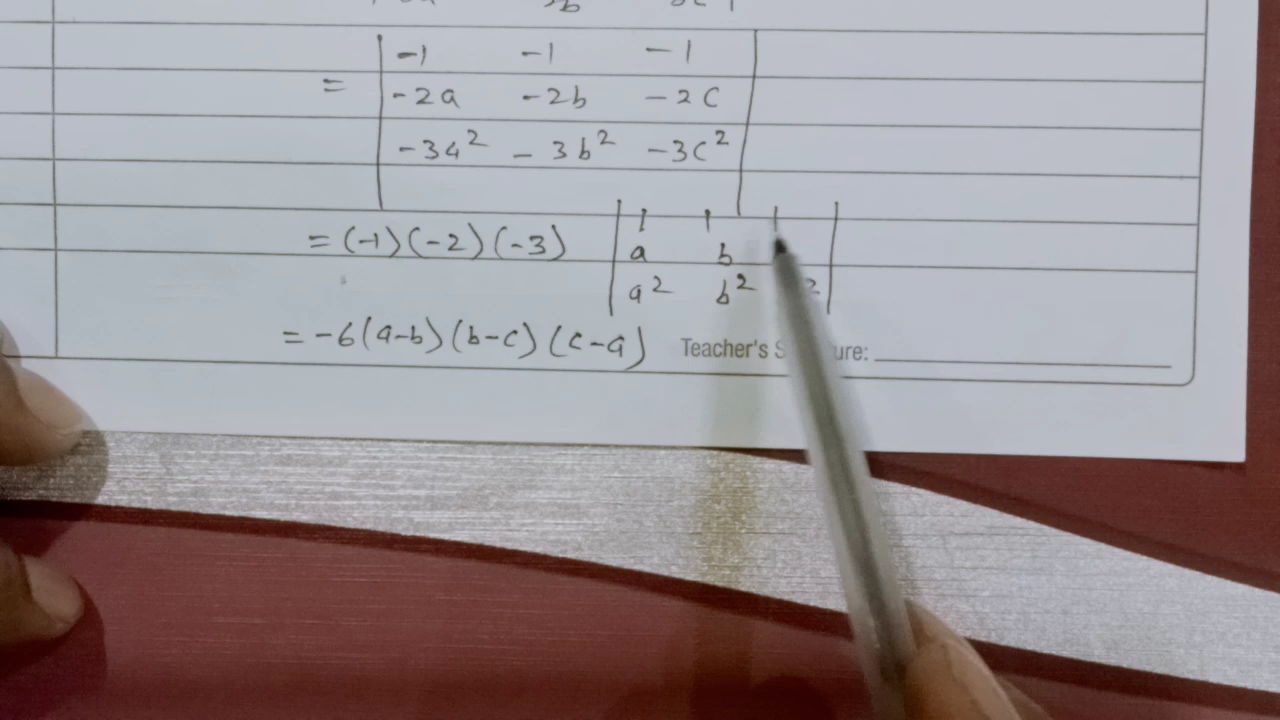 -1 -1 -1
= -2a -2b -2c
-3a² -3b² -3c²
= (-1)(-2)(-3) | 1 1 1 |
a b
a² b² 2
= -6(a-b)(b-c)(c-a) Teacher's